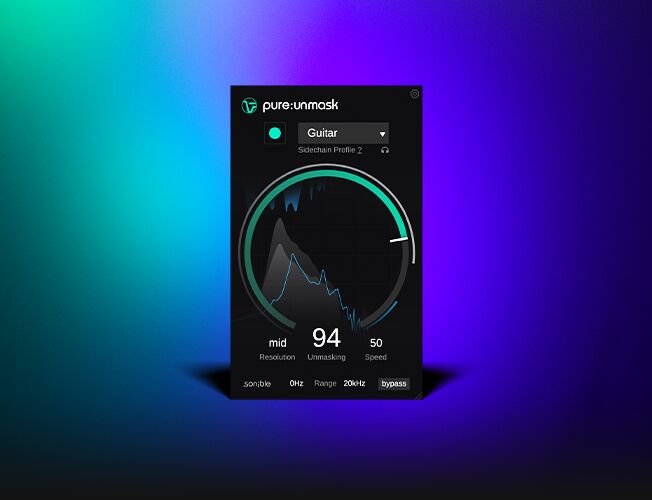 pure:unmask
Guitar
Sidechain Profile ?
mid 94 50
Resolution Unmasking Speed
sonible 0Hz Range 20kHz bypass